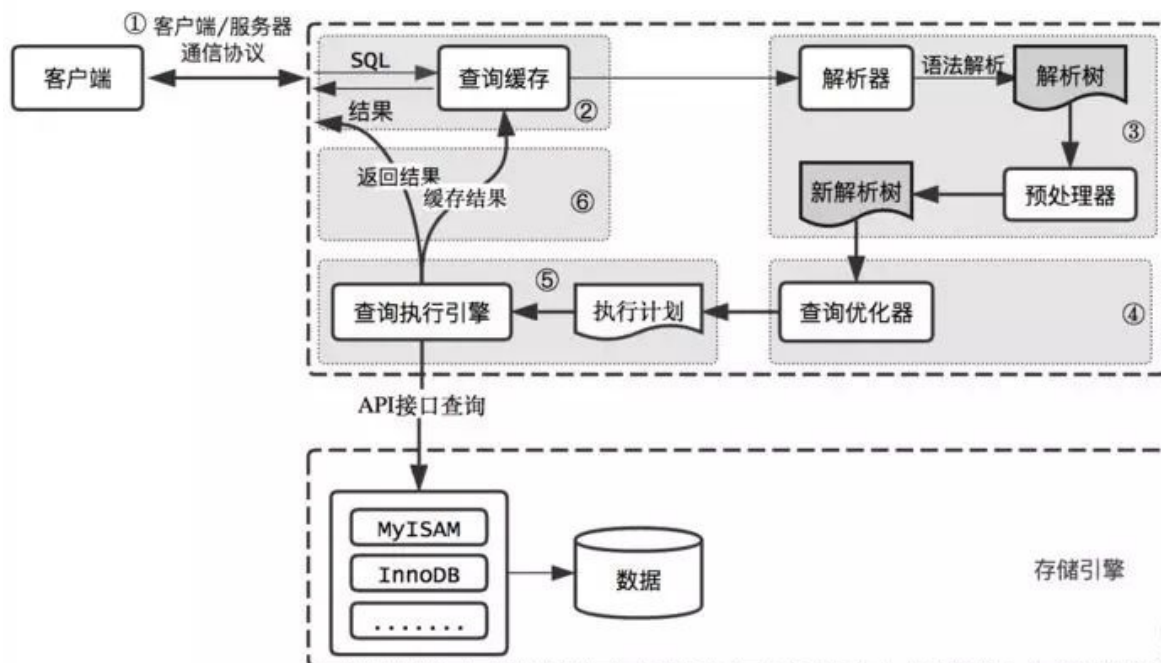 ① 客户端/服务器
通信协议
客户端
SQL
结果
查询缓存
②
解析器
语法解析
解析树
③
返回结果
缓存结果
⑥
新解析树
预处理器
查询执行引擎
⑤
执行计划
查询优化器
④
API接口查询
MyISAM
InnoDB
.......
数据
存储引擎